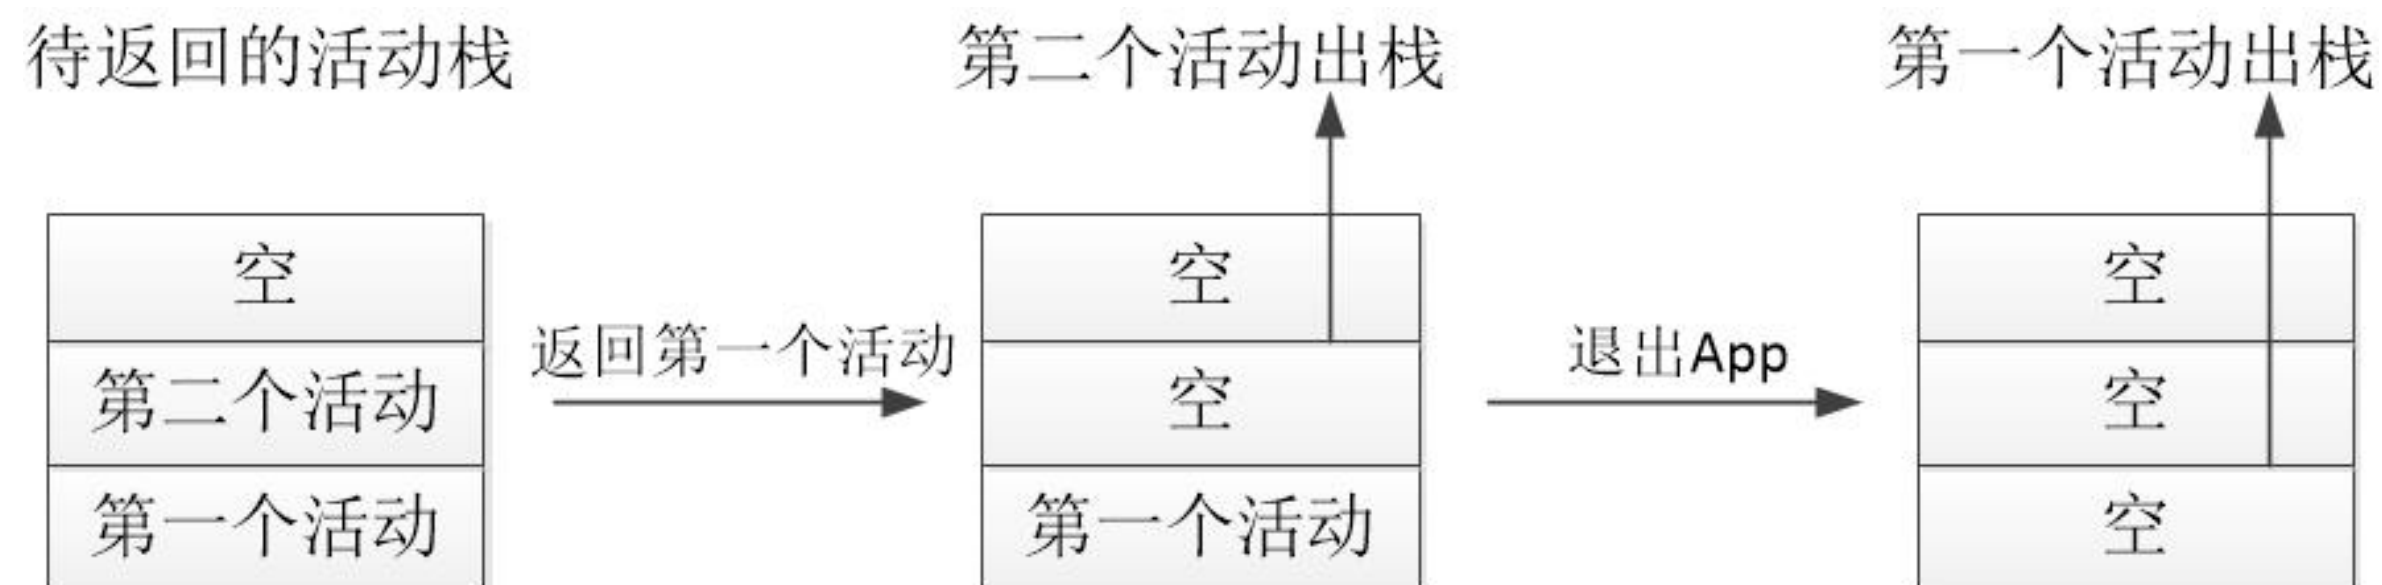 待返回的活动栈
第二个活动出栈
第一个活动出栈
空
第二个活动
第一个活动
返回第一个活动
空
空
第一个活动
退出App
空
空
空